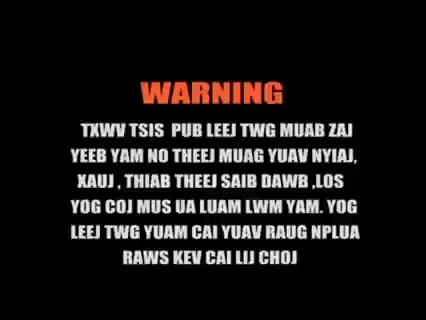 WARNING
TXWV TSIS PUB LEEJ TWG MUAB ZAJ
YEEB YAM NO THEEJ MUAG YUAV NYIAJ,
XAUJ , THIAB THEEJ SAIB DAWB ,LOS
YOG COJ MUS UA LUAM LWM YAM. YOG
LEEJ TWG YUAM CAI YUAV RAUG NPLUA
RAWS KEV CAI LIJ CHOJ